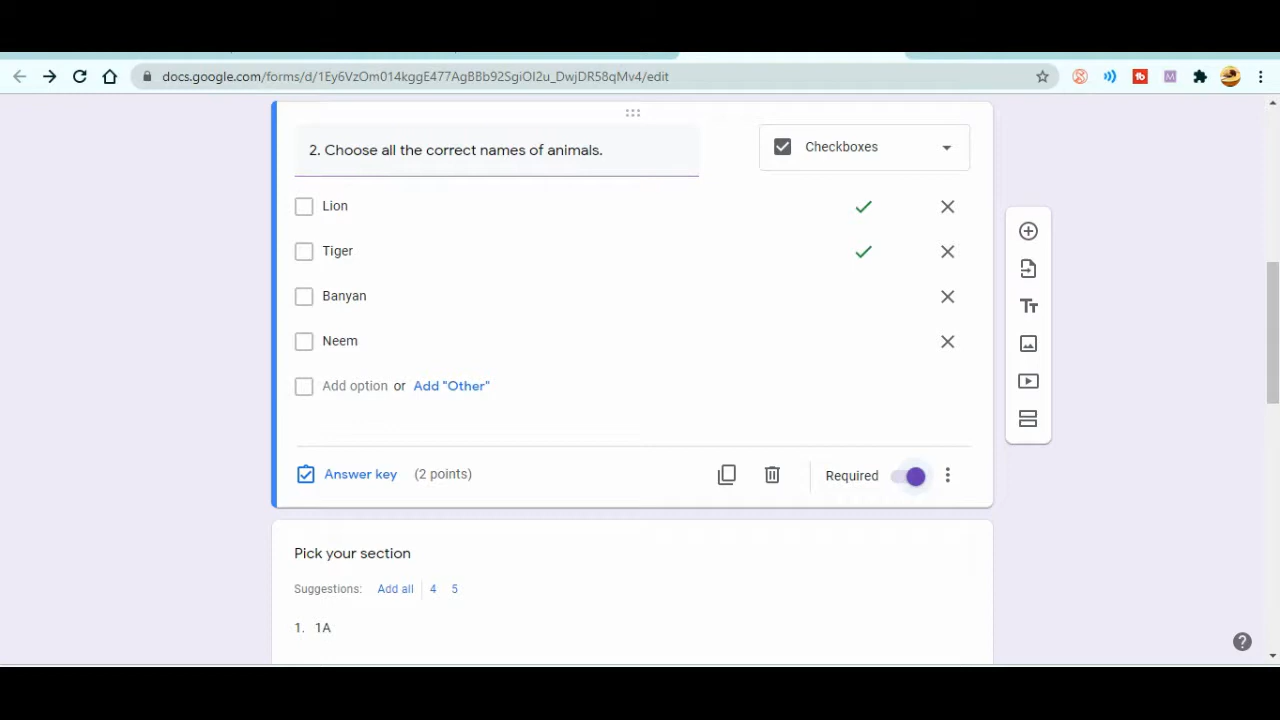 docs.google.com/forms/d/1Ey6VzOm014kggE477AgBBb92SgiOI2u_DwjDR58qMv4/edit
2. Choose all the correct names of animals.
Checkboxes
Lion
Tiger
Banyan
Neem
Add option or Add "Other"
Answer key (2 points)
Required
Pick your section
Suggestions: Add all 4 5
1. 1A